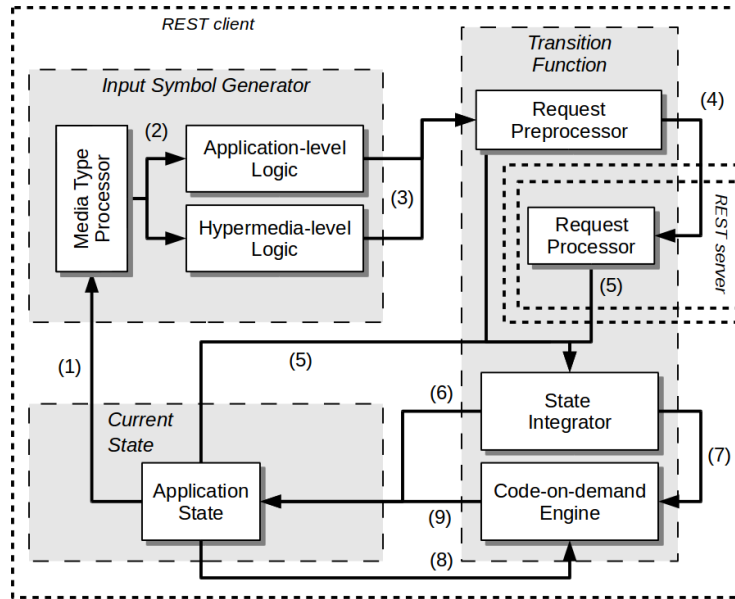 REST client
Transition
Function
Input Symbol Generator
(4)
Request
Preprocessor
(2)
Media Type
Processor
Application-level
Logic
(3)
Hypermedia-level
Logic
Request
Processor
REST server
(5)
(1)
(5)
(6)
State
Integrator
Current
State
(7)
Application
State
(9)
Code-on-demand
Engine
(8)